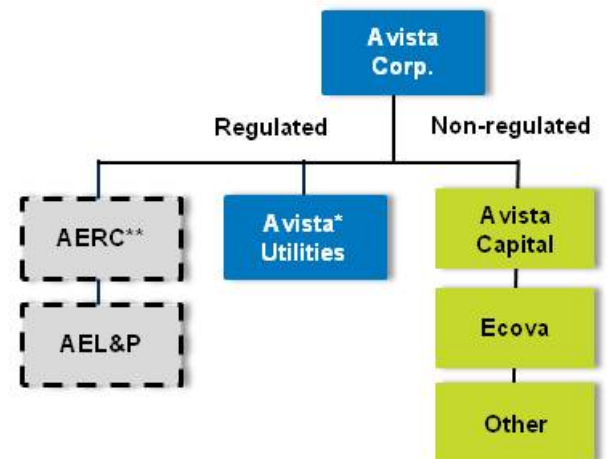 Avista
Corp.
Regulated
Non-regulated
AERC**
Avista*
Utilities
Avista
Capital
AEL&P
Ecova
Other